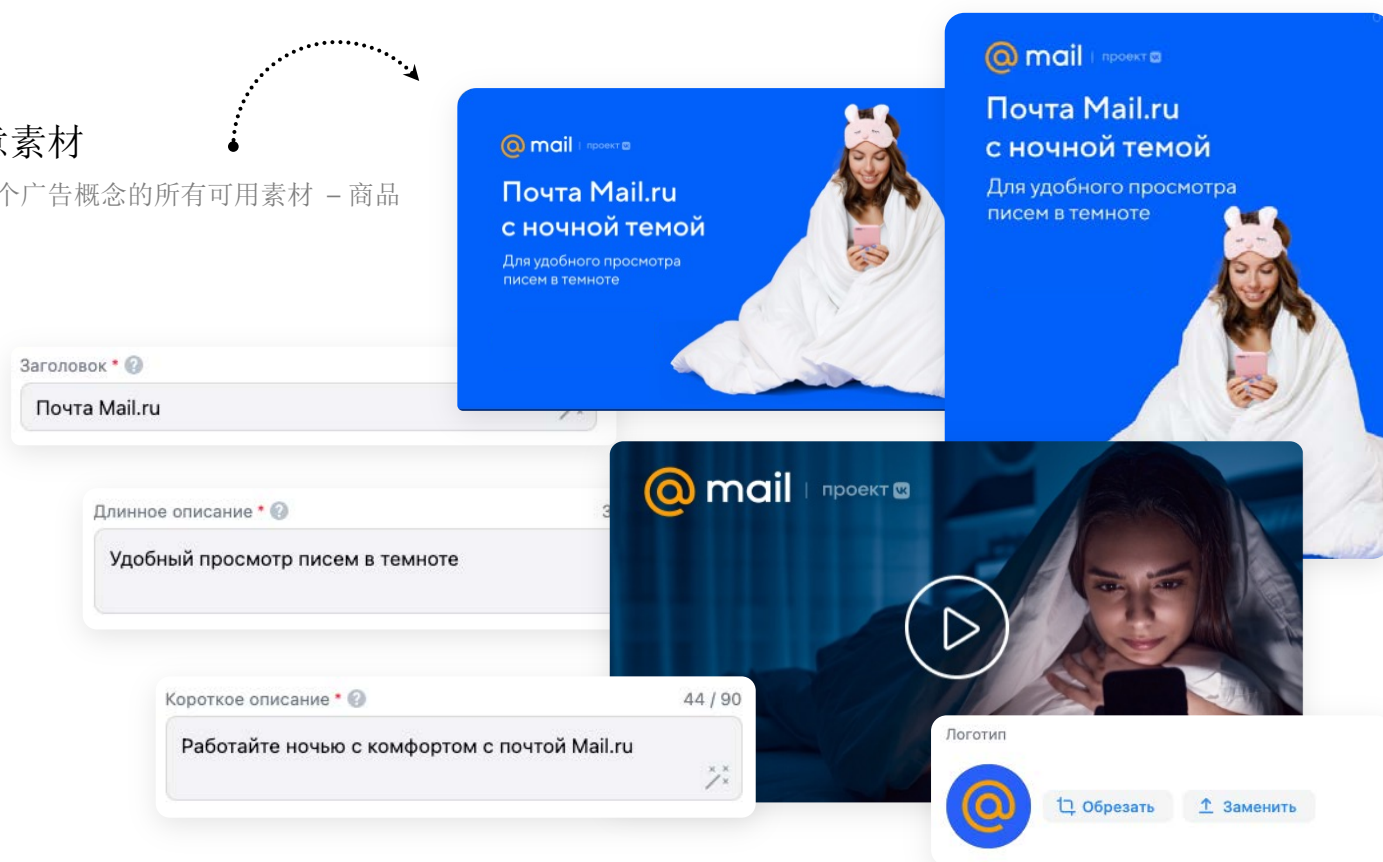 素材
个广告概念的所有可用素材 – 商品
@mail | проект
Почта Mail.ru
с ночной темой
Для удобного просмотра
писем в темноте
@mail | проект
Почта Mail.ru
с ночной темой
Для удобного просмотра
писем в темноте
Заголовок *
Почта Mail.ru
Длинное описание *
Удобный просмотр писем в темноте
@mail | проект
Короткое описание *
44 / 90
Работайте ночью с комфортом с почтой Mail.ru
Логотип
Обрезать
Заменить